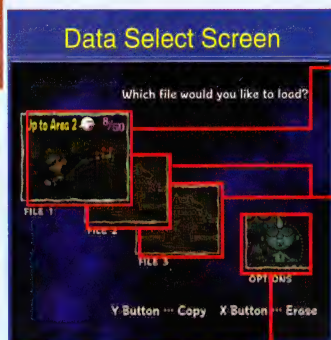 Data Select Screen
Which file would you like to load?
Up to Area 2 8/50
FILE 1
FILE 2
FILE 3
OPTIONS
Y Button ··· Copy X Button ··· Erase